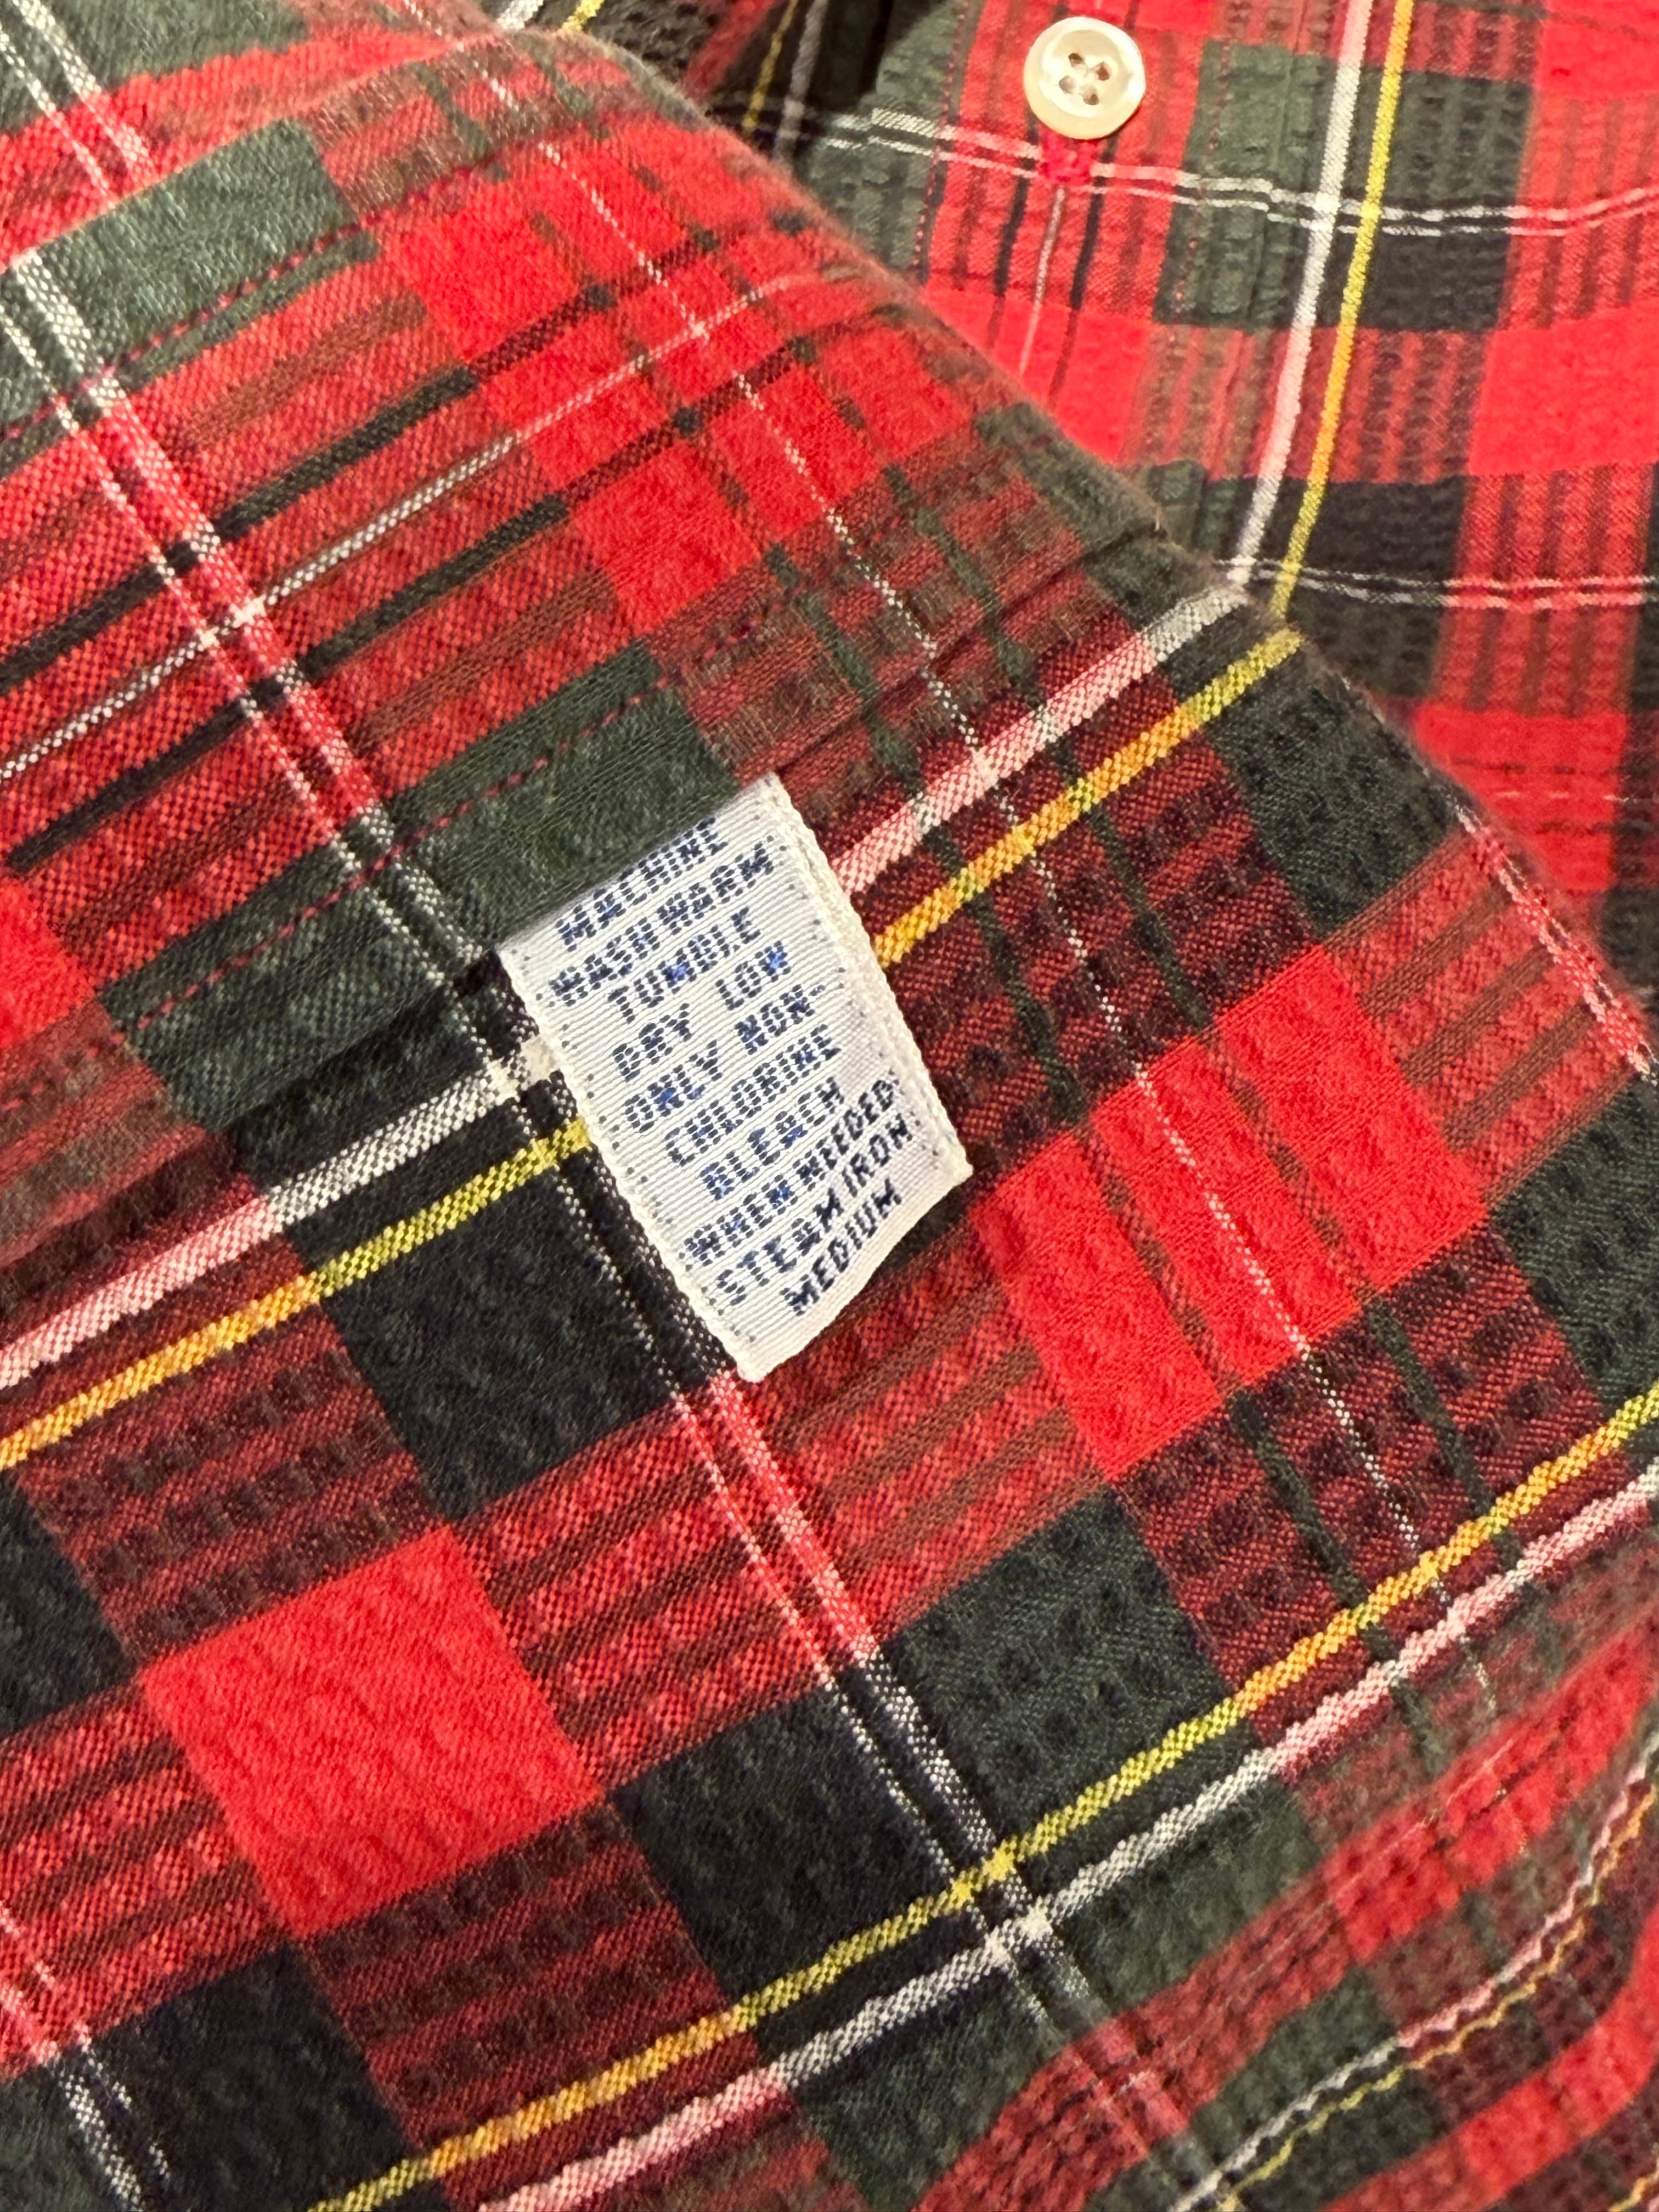 MACHINE
WASH WARM
TUMBLE
DRY LOW
ONLY NON-
CHLORINE
BLEACH
WHEN NEEDED
STEAM IRON
MEDIUM